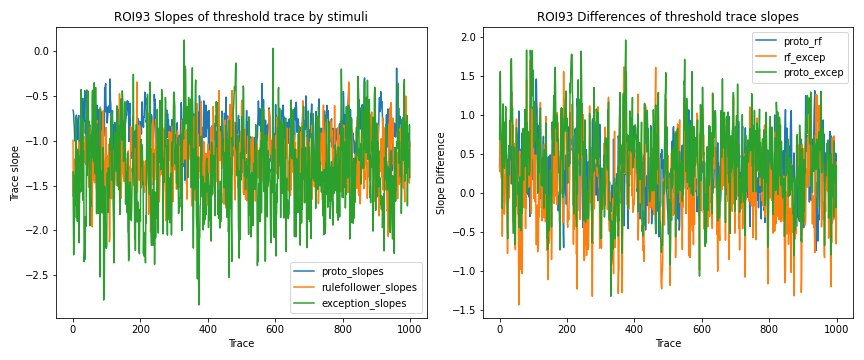 ROI93 Slopes of threshold trace by stimuli
Trace slope
0.0
−0.5
−1.0
−1.5
−2.0
−2.5
0
200
400
600
800
1000
Trace
proto_slopes
rulefollower_slopes
exception_slopes
ROI93 Differences of threshold trace slopes
Slope Difference
2.0
1.5
1.0
0.5
0.0
−0.5
−1.0
−1.5
0
200
400
600
800
1000
Trace
proto_rf
rf_excep
proto_excep